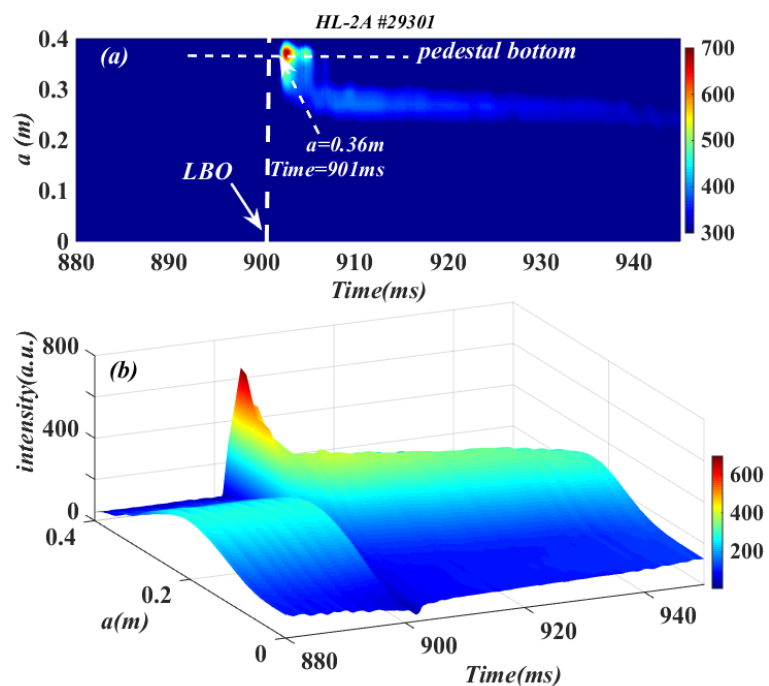 HL-2A #29301
0.4
(a)
pedestal bottom
700
0.3
600
a (m)
0.2
a=0.36m
500
LBO
Time=901ms
0.1
400
0
300
880
890
900
910
920
930
940
Time(ms)
800
(b)
intensity(a.u.)
400
600
0
400
0.4
200
0.2
a(m)
940
920
0
900
880
Time(ms)